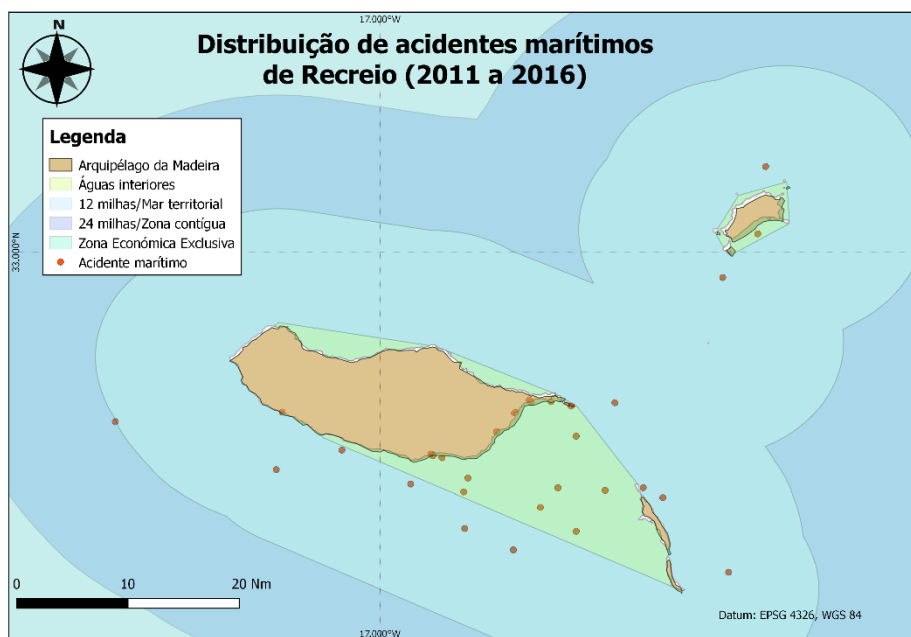 17.000°W
N
Distribuição de acidentes marítimos
de Recreio (2011 a 2016)
Legenda
Arquipélago da Madeira
Águas interiores
12 milhas/Mar territorial
24 milhas/Zona contígua
Zona Económica Exclusiva
Acidente marítimo
33.000°N
0 10 20 Nm
Datum: EPSG 4326, WGS 84
17.000°W